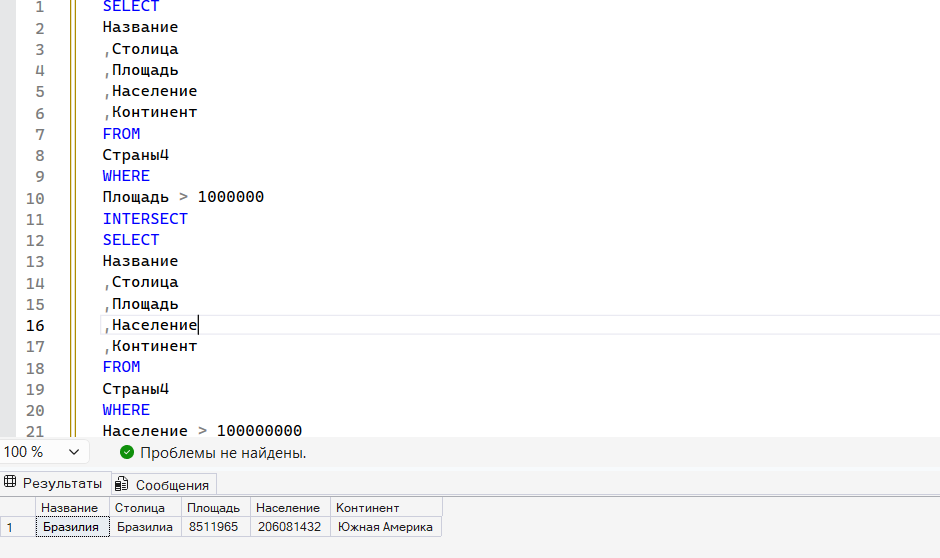 1 SELECT
2 Название
3 ,Столица
4 ,Площадь
5 ,Население
6 ,Континент
7 FROM
8 Страны4
9 WHERE
10 Площадь > 1000000
11 INTERSECT
12 SELECT
13 Название
14 ,Столица
15 ,Площадь
16 ,Население
17 ,Континент
18 FROM
19 Страны4
20 WHERE
21 Население > 100000000
100 % Проблемы не найдены.
Результаты Сообщения
Название Столица Площадь Население Континент
1 Бразилия Бразилиа 8511965 206081432 Южная Америка